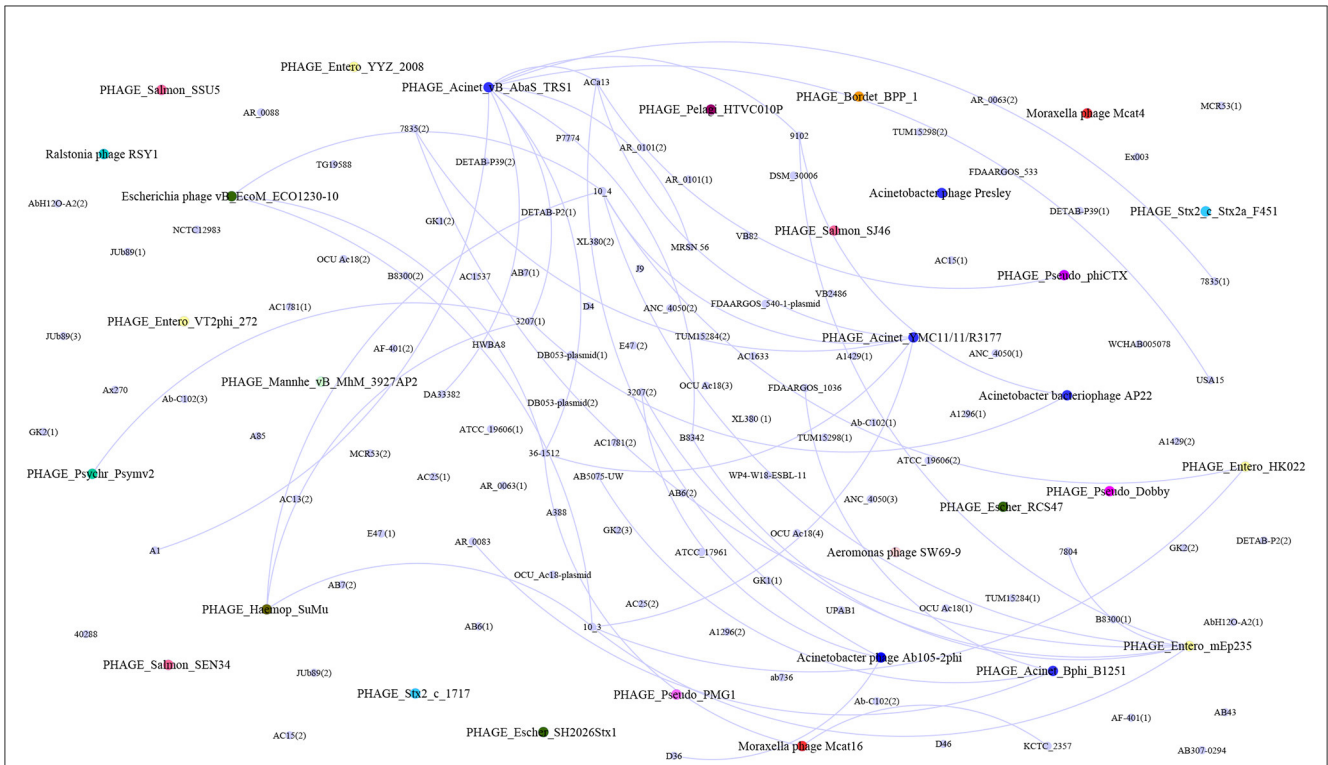 PHAGE_Entero_YYZ_2008
PHAGE_Salmon_SSU5
PHAGE_Acinet_vB_AbaS_TRS1
ACa13
PHAGE_Bordet_BPP_1
AR_0063(2)
MCR53(1)
AR_0088
PHAGE_Pelagi_HTVC010P
Moraxella phage Mcat4
7835(2)
P7774
9102
TUM15298(2)
AR_0101(2)
Ralstonia phage RSY1
TG19588
DETAB-P39(2)
Ex003
AR_0101(1)
DSM_30006
FDAARGOS_533
Escherichia phage vB_EcoM_ECO1230-10
10_4
Acinetobacter phage Presley
AbH12O-A2(2)
DETAB-P2(1)
DETAB-P39(1)
PHAGE_Stx2_c_Stx2a_F451
NCTC12983
GK1(2)
XL380(2)
MRSN 56
VB82
PHAGE_Salmon_SJ46
JUb89(1)
OCU Ac18(2)
B8300(2)
AC1537
AB7(1)
J9
AC15(1)
PHAGE_Pseudo_phiCTX
7835(1)
AC1781(1)
D4
ANC_4050(2)
FDAARGOS_540-1-plasmid
VB2486
PHAGE_Entero_VT2phi_272
3207(1)
JUb89(3)
AF-401(2)
HWBA8
DB053-plasmid(1)
E47 (2)
TUM15284(2)
PHAGE_Acinet_YMC11/11/R3177
WCHAB005078
AC1633
A1429(1)
ANC_4050(1)
Ax270
Ab-C102(3)
PHAGE_Mannhe_vB_MhM_3927AP2
DA33382
DB053-plasmid(2)
3207(2)
OCU Ac18(3)
FDAARGOS_1036
Acinetobacter bacteriophage AP22
USA15
GK2(1)
A85
ATCC_19606(1)
AC1781(2)
B8342
XL380 (1)
TUM15298(1)
Ab-C102(1)
A1296(1)
A1429(2)
MCR53(2)
36-1512
ATCC_19606(2)
PHAGE_Entero_HK022
PHAGE_Psychr_Psymv2
AC25(1)
AR_0063(1)
AB5075-UW
AB6(2)
WP4-W18-ESBL-11
ANC_4050(3)
PHAGE_Pseudo_Dobby
AC13(2)
A388
PHAGE_Escher_RCS47
E47 (1)
AR_0083
GK2(3)
OCU Ac18(4)
DETAB-P2(2)
A1
ATCC_17961
Aeromonas phage SW69-9
7804
GK2(2)
AB7(2)
OCU_Ac18-plasmid
GK1(1)
PHAGE_Haemop_SuMu
AC25(2)
UPAB1
OCU Ac18(1)
TUM15284(1)
40288
AB6(1)
10_3
A1296(2)
B8300(1)
AbH12O-A2(1)
PHAGE_Entero_mEp235
PHAGE_Salmon_SEN34
JUb89(2)
Acinetobacter phage Ab105-2phi
PHAGE_Acinet_Bphi_B1251
ab736
PHAGE_Stx2_c_1717
PHAGE_Pseudo_PMG1
Ab-C102(2)
AF-401(1)
AB43
AC15(2)
PHAGE_Escher_SH2026Stx1
Moraxella phage Mcat16
D46
KCTC_2357
AB307-0294
D36